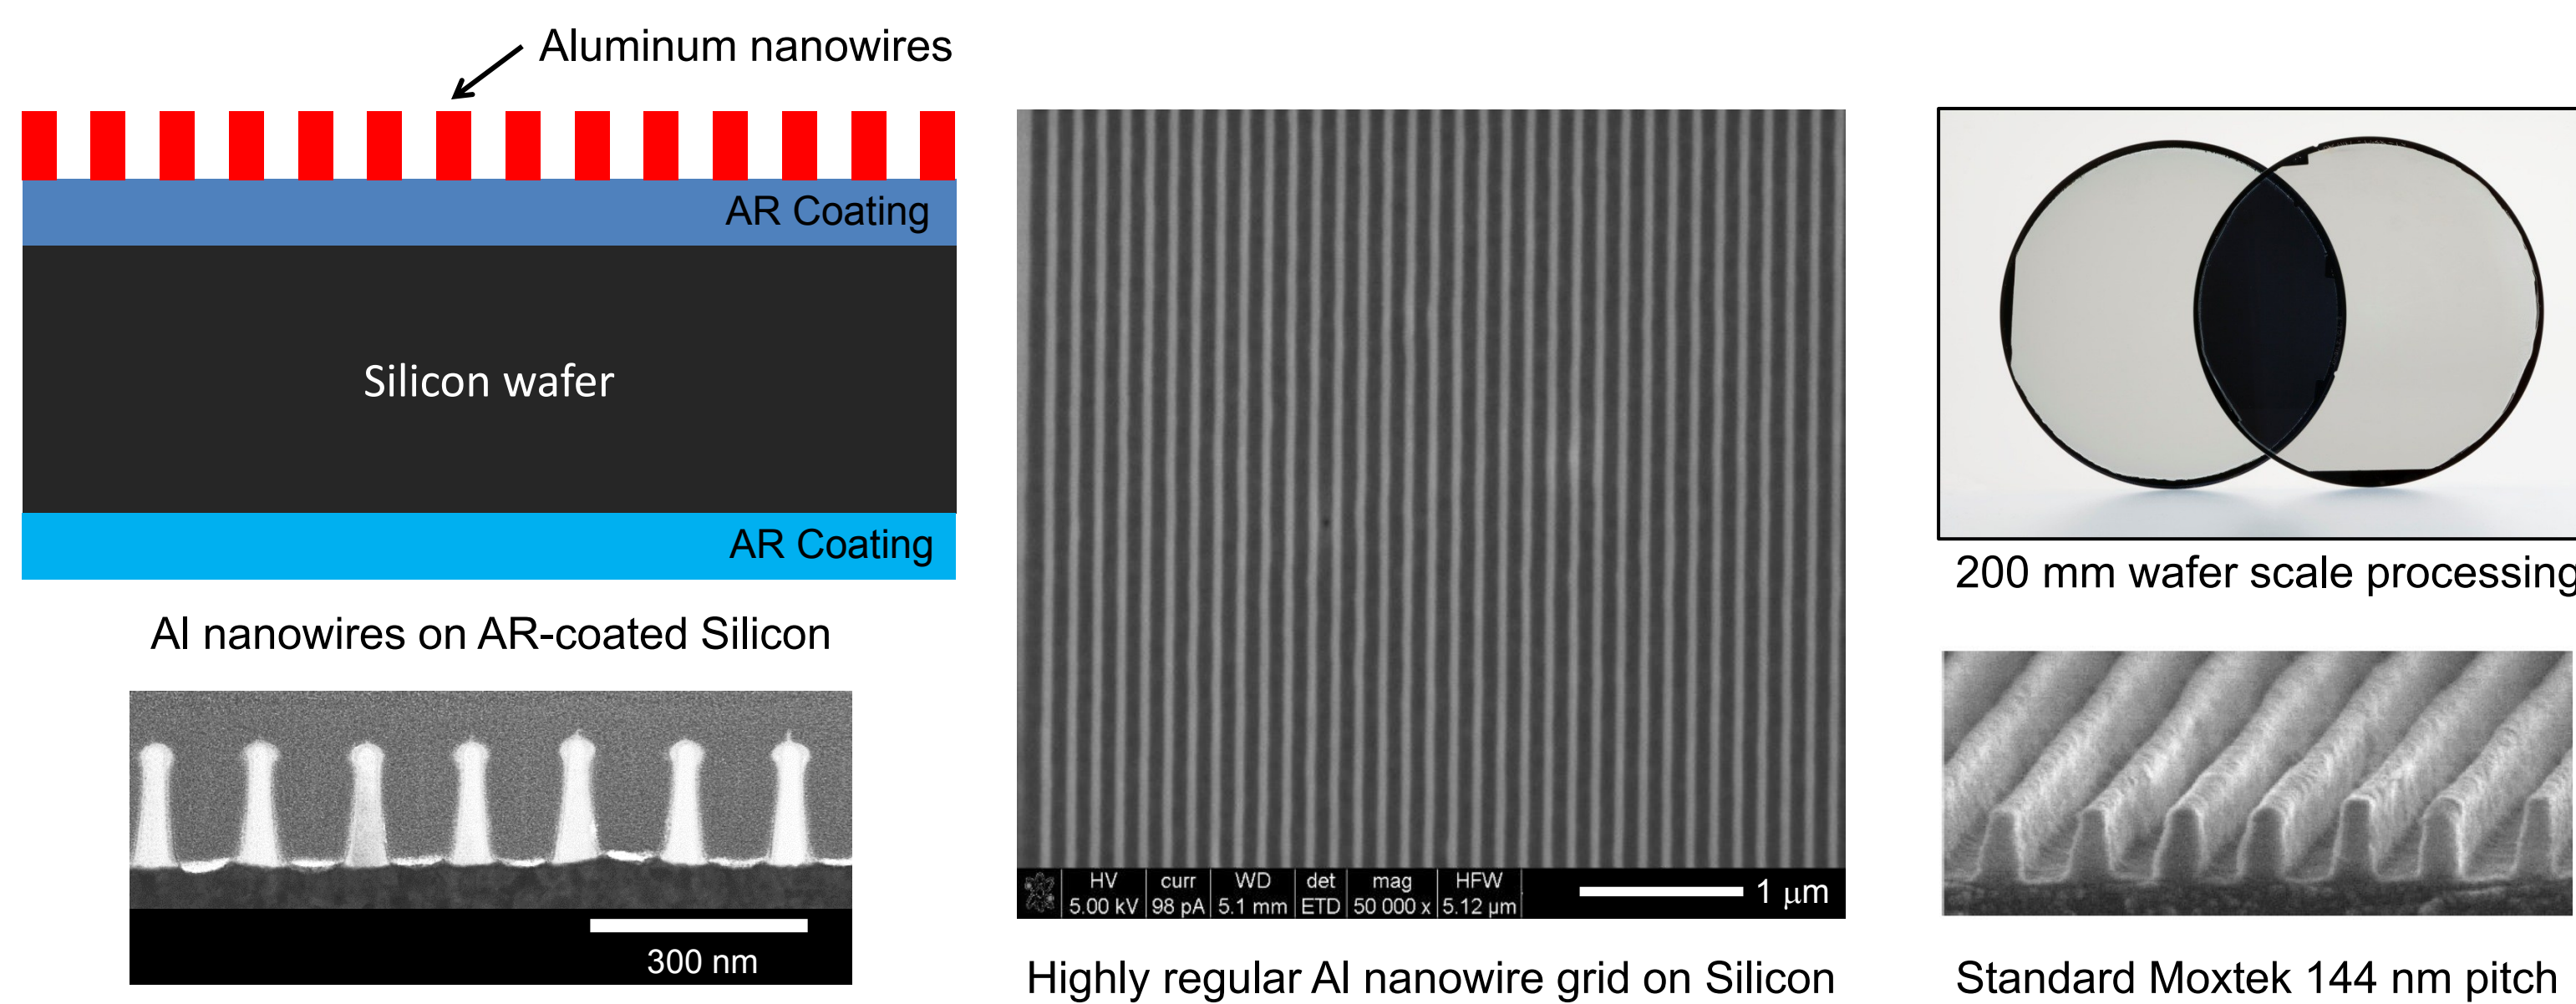 Aluminum nanowires
AR Coating
Silicon wafer
AR Coating
Al nanowires on AR-coated Silicon
300 nm
HV curr WD det mag HFW
5.00 kV 98 pA 5.1 mm ETD 50 000 x 5.12 μm
1 μm
Highly regular Al nanowire grid on Silicon
200 mm wafer scale processing
Standard Moxtek 144 nm pitch